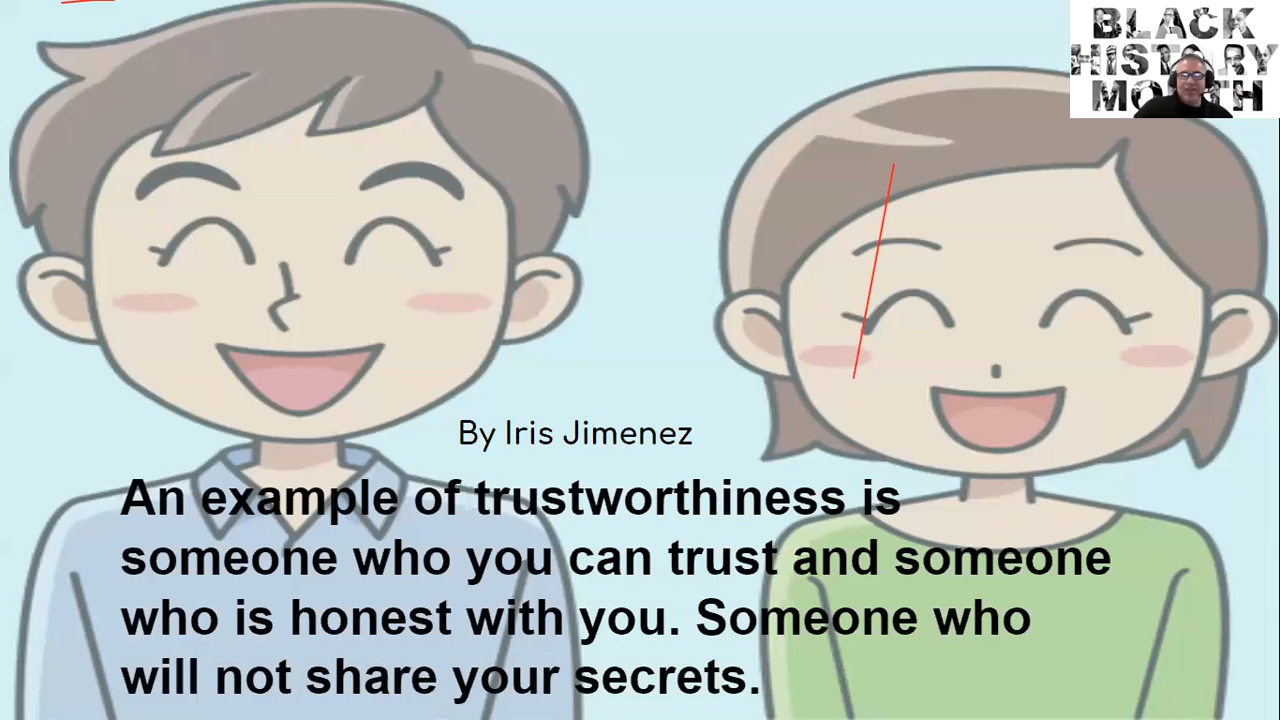 BLACK
HISTORY
MONTH
By Iris Jimenez
An example of trustworthiness is
someone who you can trust and someone
who is honest with you. Someone who
will not share your secrets.